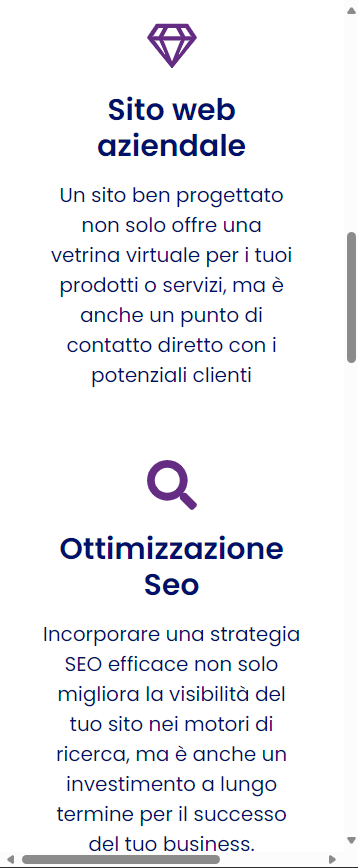 Sito web
aziendale
Un sito ben progettato
non solo offre una
vetrina virtuale per i tuoi
prodotti o servizi, ma è
anche un punto di
contatto diretto con i
potenziali clienti
Ottimizzazione
Seo
Incorporare una strategia
SEO efficace non solo
migliora la visibilità del
tuo sito nei motori di
ricerca, ma è anche un
investimento a lungo
termine per il successo
del tuo business.